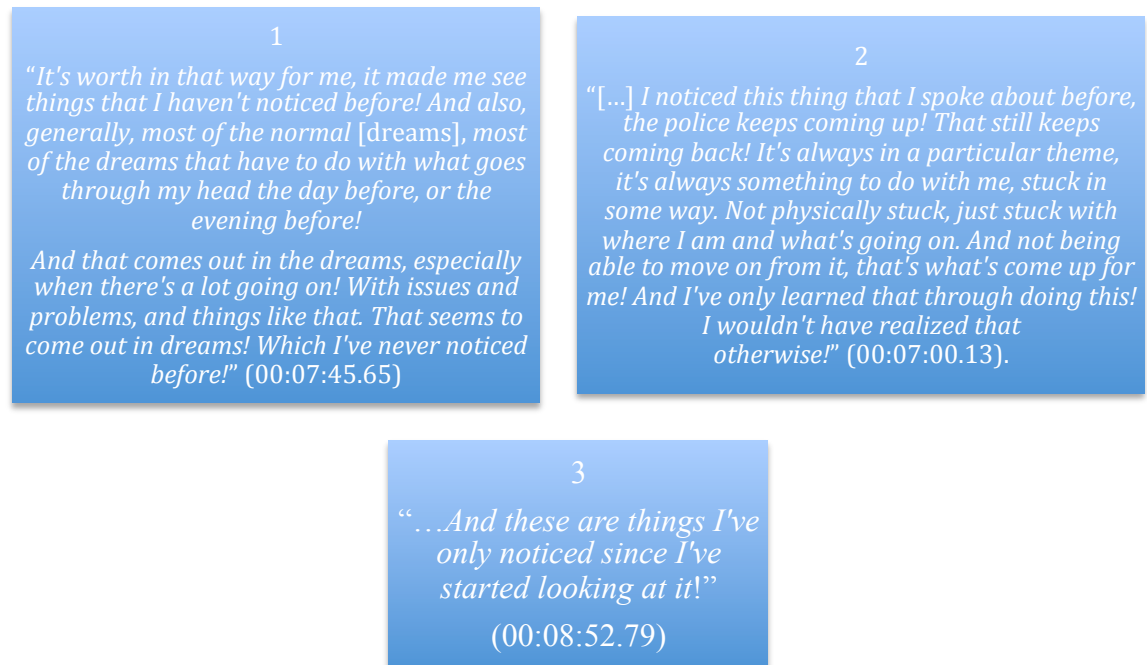 1
“It's worth in that way for me, it made me see
things that I haven't noticed before! And also,
generally, most of the normal [dreams], most
of the dreams that have to do with what goes
through my head the day before, or the
evening before!
And that comes out in the dreams, especially
when there's a lot going on! With issues and
problems, and things like that. That seems to
come out in dreams! Which I've never noticed
before!” (00:07:45.65)
2
“[…] I noticed this thing that I spoke about before,
the police keeps coming up! That still keeps
coming back! It's always in a particular theme,
it's always something to do with me, stuck in
some way. Not physically stuck, just stuck with
where I am and what's going on. And not being
able to move on from it, that's what's come up for
me! And I've only learned that through doing this!
I wouldn't have realized that
otherwise!” (00:07:00.13).
3
“…And these are things I've
only noticed since I've
started looking at it!”
(00:08:52.79)